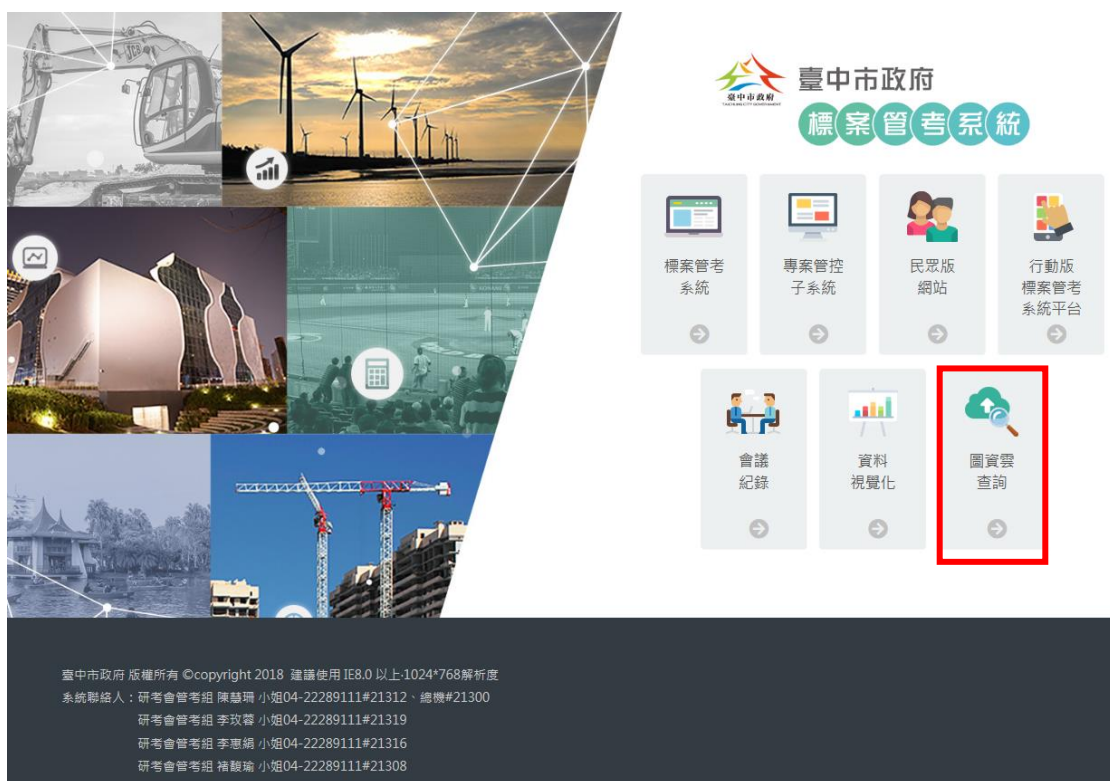 臺中市政府
TAICHUNG CITY GOVERNMENT
臺中市政府
標案管考系統
標案管考
系統
專案管控
子系統
民眾版
網站
行動版
標案管考
系統平台
會議
紀錄
資料
視覺化
圖資雲
查詢
臺中市政府 版權所有 ©copyright 2018 建議使用 IE8.0 以上‧1024*768解析度
系統聯絡人：研考會管考組 陳慧珊 小姐04-22289111#21312、總機#21300
研考會管考組 李玫蓉 小姐04-22289111#21319
研考會管考組 李惠絹 小姐04-22289111#21316
研考會管考組 褚馥瑜 小姐04-22289111#21308